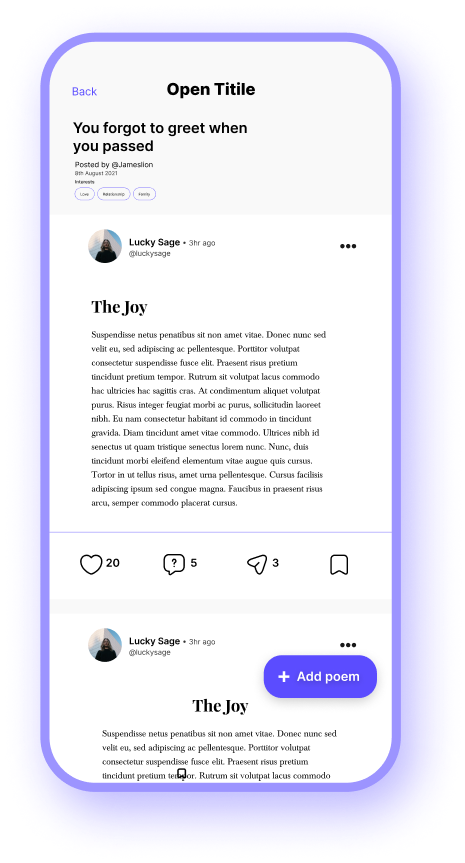 Back
Open Titile
You forgot to greet when
you passed
Posted by @Jameslion
8th August 2021
Interests
Love Relationship Family
Lucky Sage • 3hr ago
@luckysage
The Joy
Suspendisse netus penatibus sit non amet vitae. Donec nunc sed
velit eu, sed adipiscing ac pellentesque. Porttitor volutpat
consectetur suspendisse fusce elit. Praesent risus pretium
tincidunt pretium tempor. Rutrum sit volutpat lacus commodo
hac ultricies hac sagittis cras. At condimentum aliquet volutpat
purus. Risus integer feugiat morbi ac purus, sollicitudin laoreet
nibh. Eu nam consectetur habitant id commodo in tincidunt
gravida. Diam tincidunt amet vitae commodo. Ultrices nibh id
senectus ut quam tristique senectus lorem nunc. Nunc, duis
tincidunt morbi eleifend elementum vitae augue quis cursus.
Tortor in ut tellus risus, amet ut pellentesque. Cursus facilisis
adipiscing ipsum sed congue magna. Faucibus in praesent risus
arcu, semper commodo placerat cursus.
20 5 3
Lucky Sage • 3hr ago
@luckysage
+ Add poem
The Joy
Suspendisse netus penatibus sit non amet vitae. Donec nunc sed
velit eu, sed adipiscing ac pellentesque. Porttitor volutpat
consectetur suspendisse fusce elit. Praesent risus pretium
tincidunt pretium tempor. Rutrum sit volutpat lacus commodo